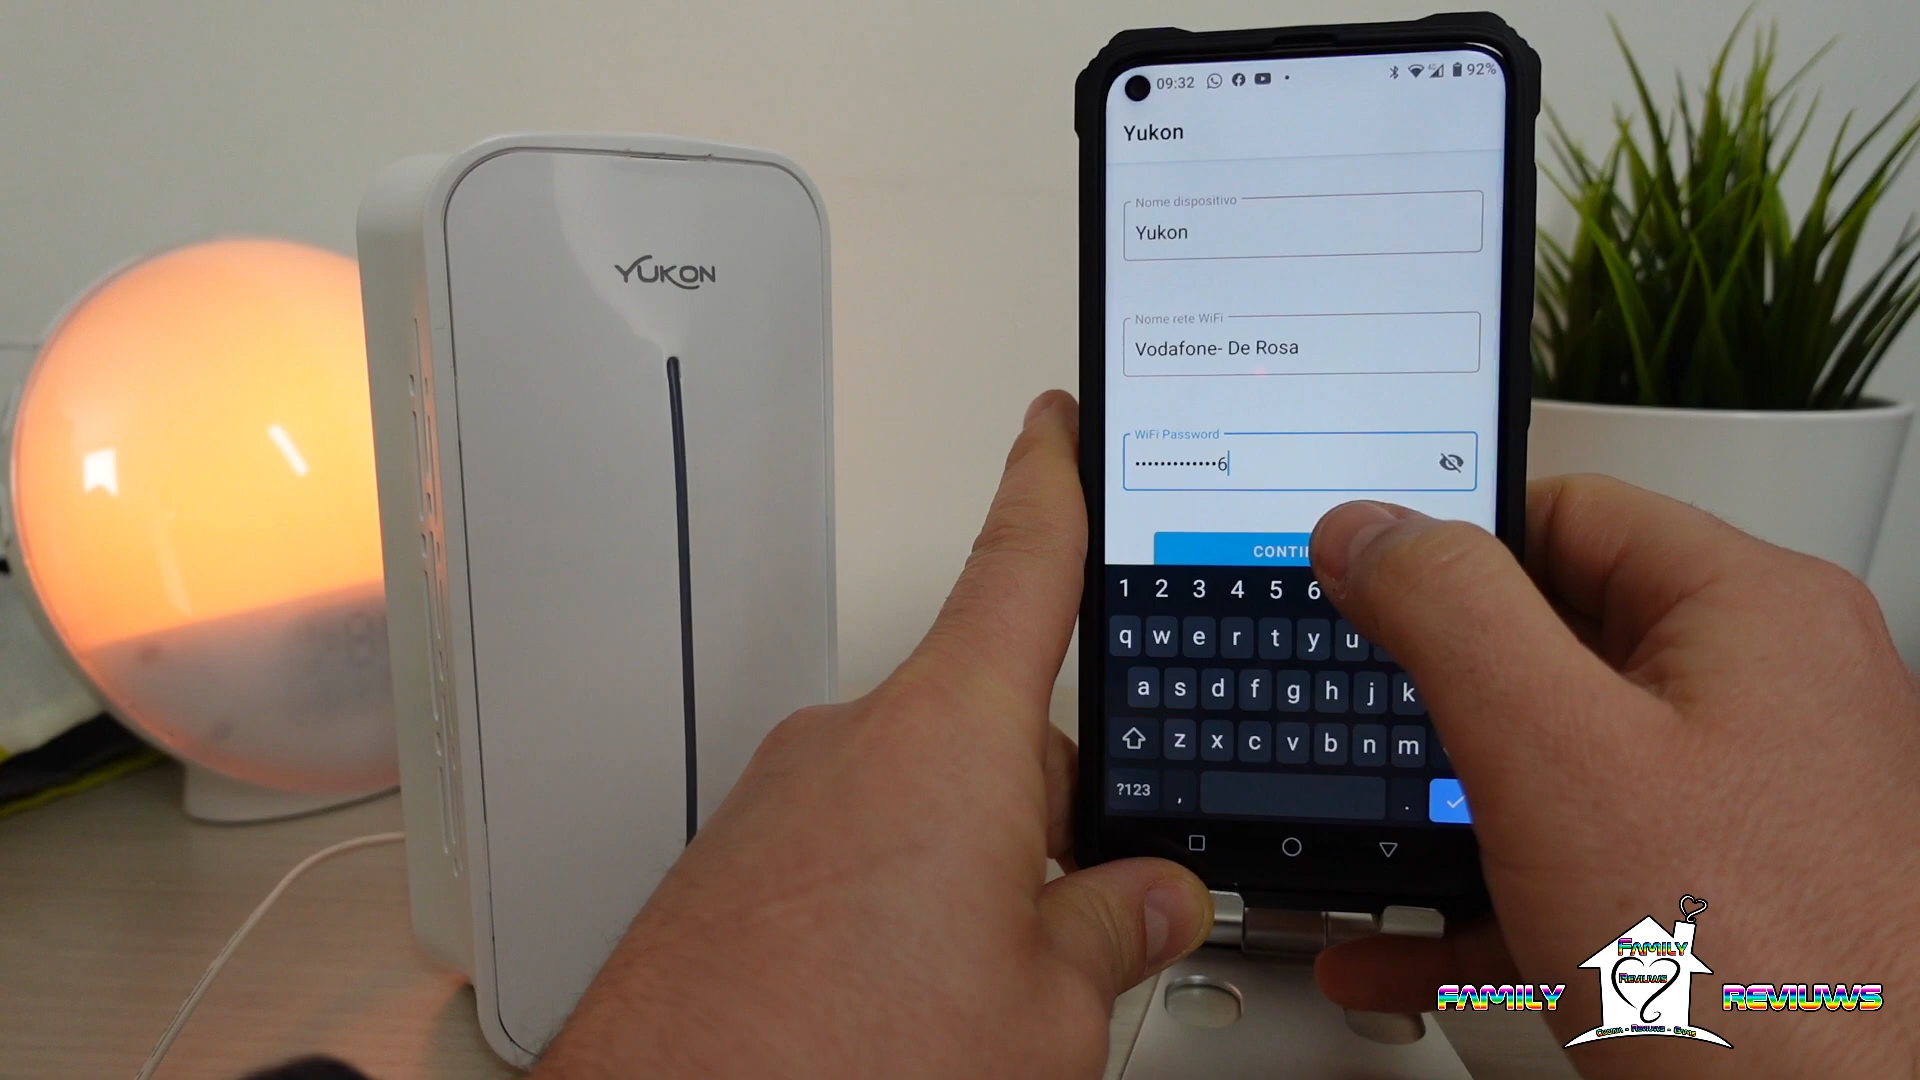 YUKON
09:32
92%
Yukon
Nome dispositivo
Yukon
Nome rete WiFi
Vodafone- De Rosa
WiFi Password
•••••••••••••6
CONTI
1 2 3 4 5 6
q w e r t y u
a s d f g h j k
z x c v b n m
?123 , .
FAMILY
REVIUWS
FAMILY REVIUWS